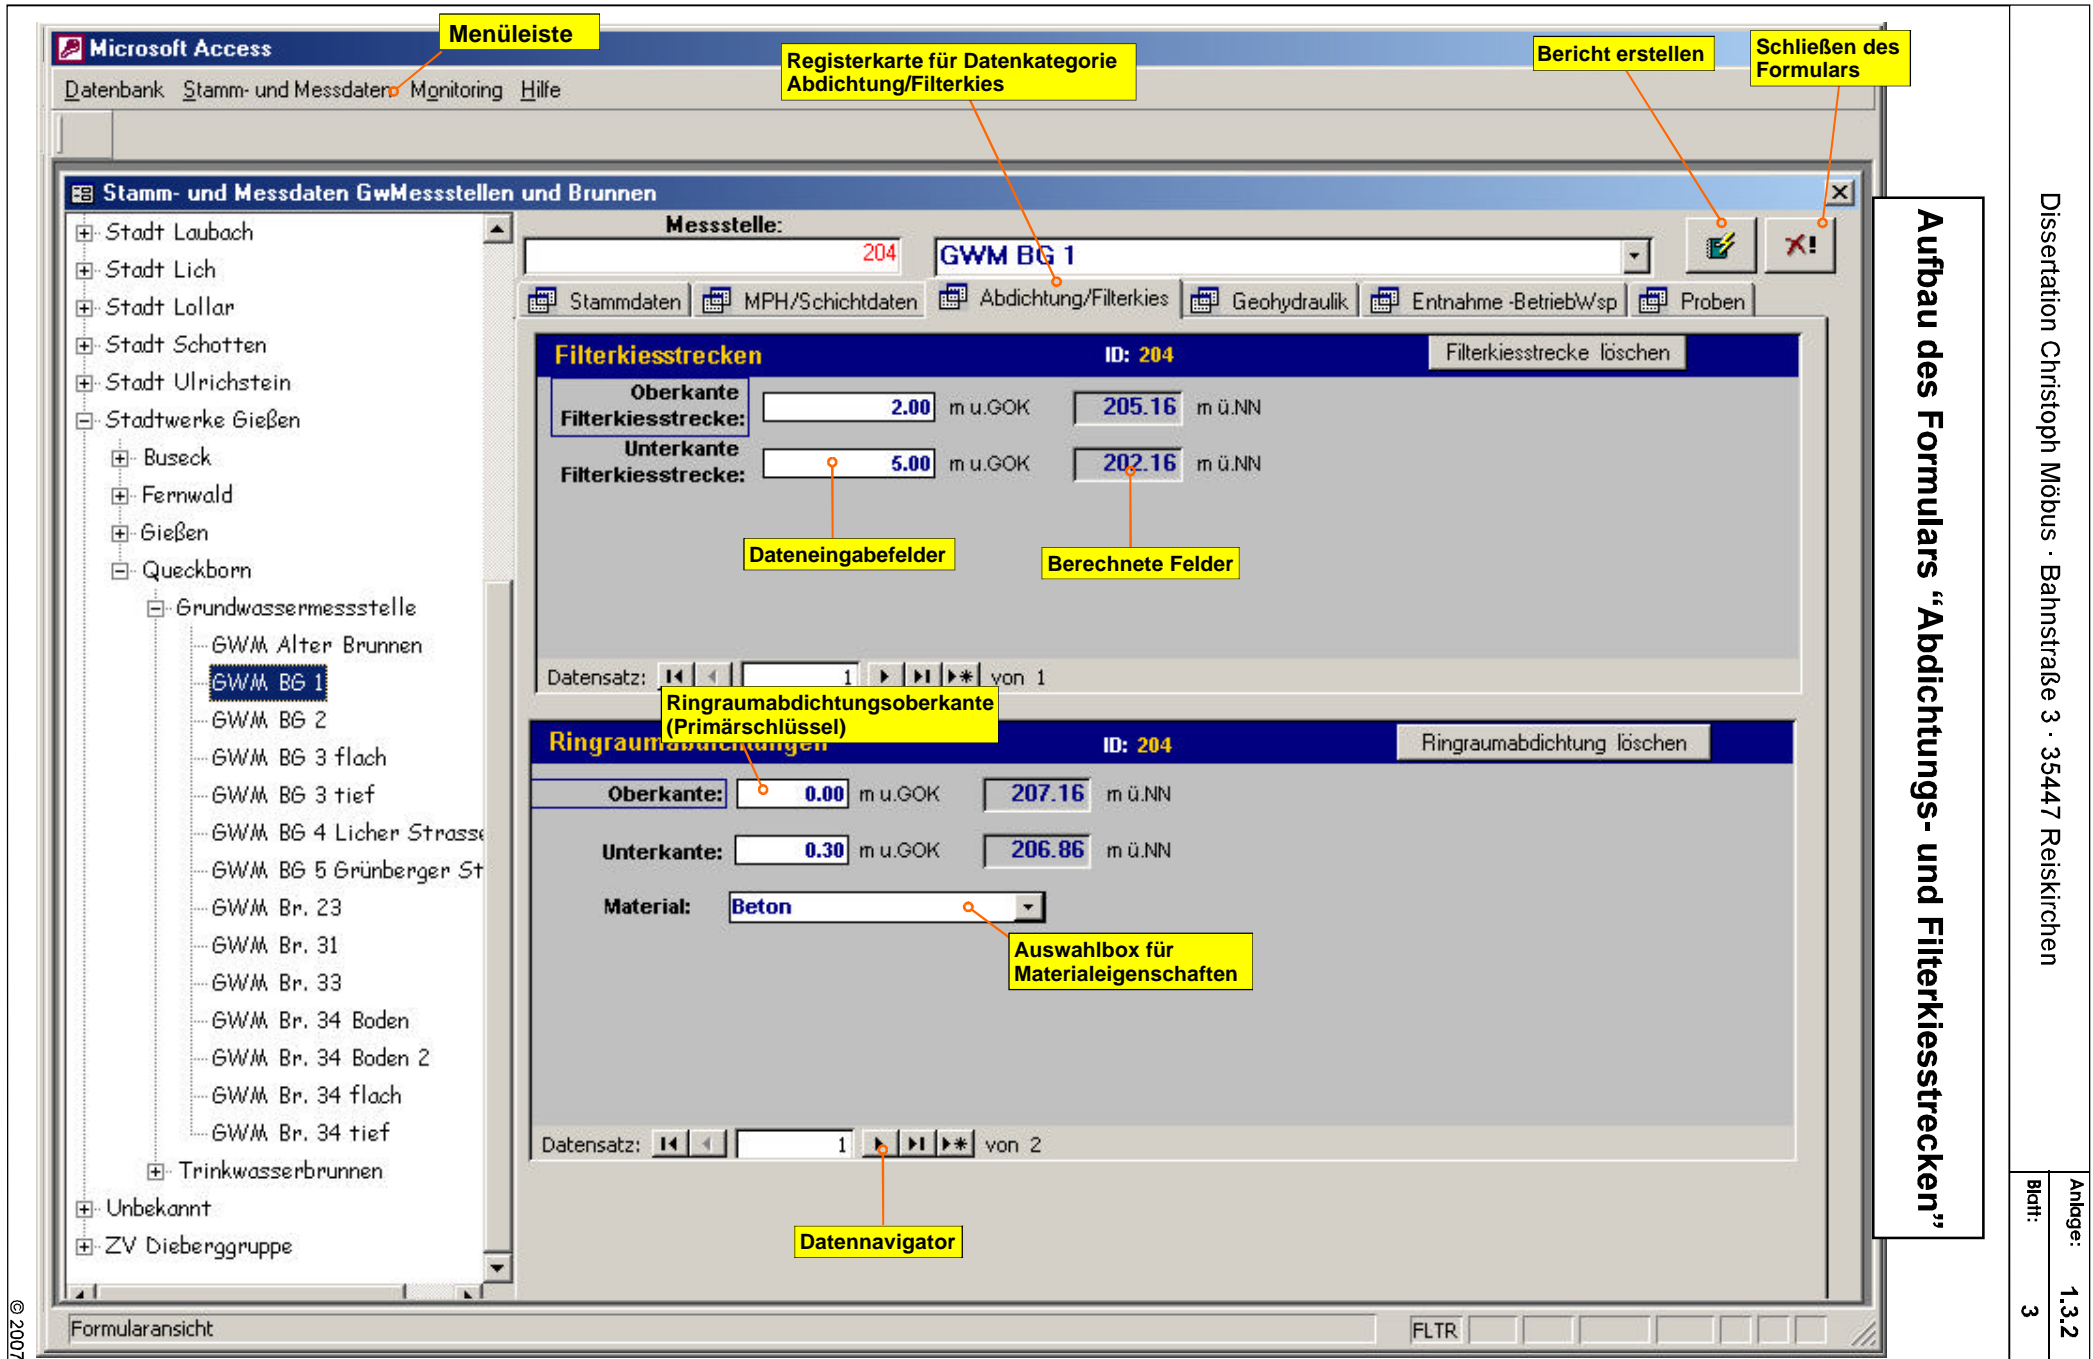 Menüleiste
Microsoft Access
Registerkarte für Datenkategorie
Abdichtung/Filterkies
Bericht erstellen
Schließen des
Formulars
Datenbank Stamm- und Messdaten Monitoring Hilfe
Stamm- und Messdaten GwMessstellen und Brunnen
Stadt Laubach
Stadt Lich
Stadt Lollar
Stadt Schotten
Stadt Ulrichstein
Stadtwerke Gießen
Buseck
Fernwald
Gießen
Queckborn
Grundwassermessstelle
GWM Alter Brunnen
GWM BG 1
GWM BG 2
GWM BG 3 flach
GWM BG 3 tief
GWM BG 4 Licher Strasse
GWM BG 5 Grünberger St
GWM Br. 23
GWM Br. 31
GWM Br. 33
GWM Br. 34 Boden
GWM Br. 34 Boden 2
GWM Br. 34 flach
GWM Br. 34 tief
Trinkwasserbrunnen
Unbekannt
ZV Dieberggruppe
Messstelle:
204 GWM BG 1
Stammdaten MPH/Schichtdaten Abdichtung/Filterkies Geohydraulik Entnahme -BetriebWsp Proben
Filterkiesstrecken ID: 204 Filterkiesstrecke löschen
Oberkante
Filterkiesstrecke: 2.00 m u.GOK 205.16 m ü.NN
Unterkante
Filterkiesstrecke: 5.00 m u.GOK 202.16 m ü.NN
Dateneingabefelder
Berechnete Felder
Datensatz: 1 von 1
Ringraumabdichtungsoberkante
(Primärschlüssel)
Ringraumabdichtungen ID: 204 Ringraumabdichtung löschen
Oberkante: 0.00 m u.GOK 207.16 m ü.NN
Unterkante: 0.30 m u.GOK 206.86 m ü.NN
Material: Beton
Auswahlbox für
Materialeigenschaften
Datensatz: 1 von 2
Datennavigator
Formularansicht FLTR
Aufbau des Formulars “Abdichtungs- und Filterkiesstrecken”
Dissertation Christoph Möbus · Bahnstraße 3 · 35447 Reiskirchen
Anlage: 1.3.2
Blatt: 3
© 2007